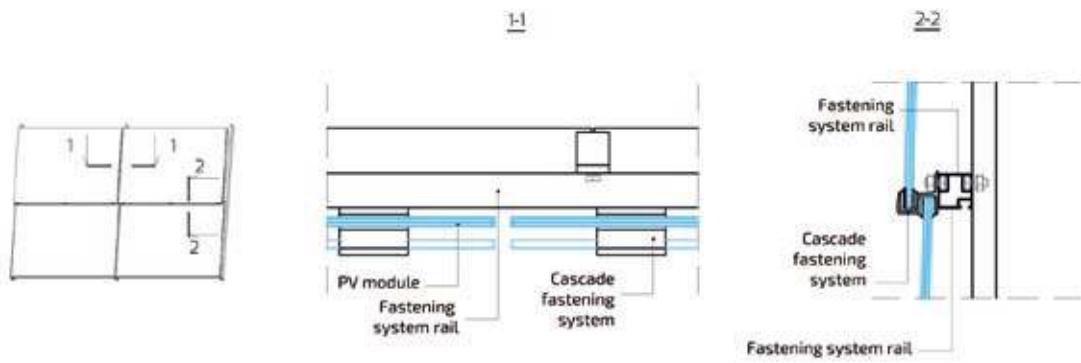 1-1
2-2
1
1
2
2
PV module
Fastening
system rail
Cascade
fastening
system
Fastening
system rail
Cascade
fastening
system
Fastening system rail